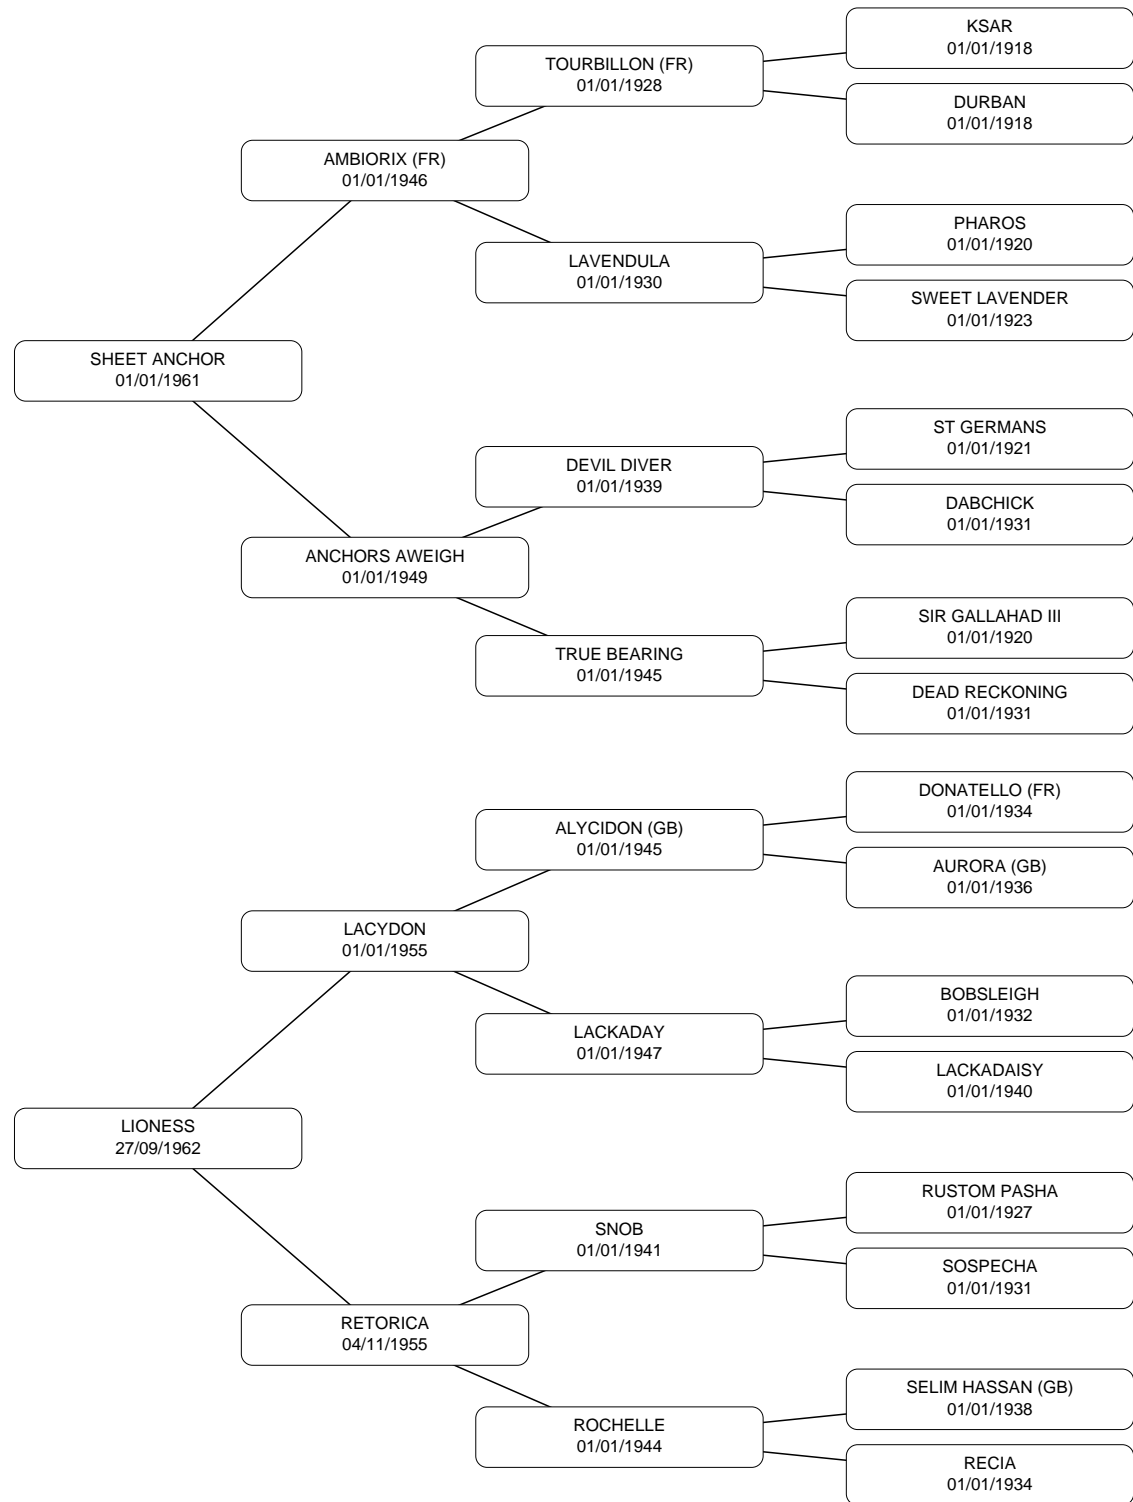 KSAR
01/01/1918
TOURBILLON (FR)
01/01/1928
DURBAN
01/01/1918
AMBIORIX (FR)
01/01/1946
PHAROS
01/01/1920
LAVENDULA
01/01/1930
SWEET LAVENDER
01/01/1923
SHEET ANCHOR
01/01/1961
ST GERMANS
01/01/1921
DEVIL DIVER
01/01/1939
DABCHICK
01/01/1931
ANCHORS AWEIGH
01/01/1949
SIR GALLAHAD III
01/01/1920
TRUE BEARING
01/01/1945
DEAD RECKONING
01/01/1931
DONATELLO (FR)
01/01/1934
ALYCIDON (GB)
01/01/1945
AURORA (GB)
01/01/1936
LACYDON
01/01/1955
BOBSLEIGH
01/01/1932
LACKADAY
01/01/1947
LACKADAISY
01/01/1940
LIONESS
27/09/1962
RUSTOM PASHA
01/01/1927
SNOB
01/01/1941
SOSPECHA
01/01/1931
RETORICA
04/11/1955
SELIM HASSAN (GB)
01/01/1938
ROCHELLE
01/01/1944
RECIA
01/01/1934